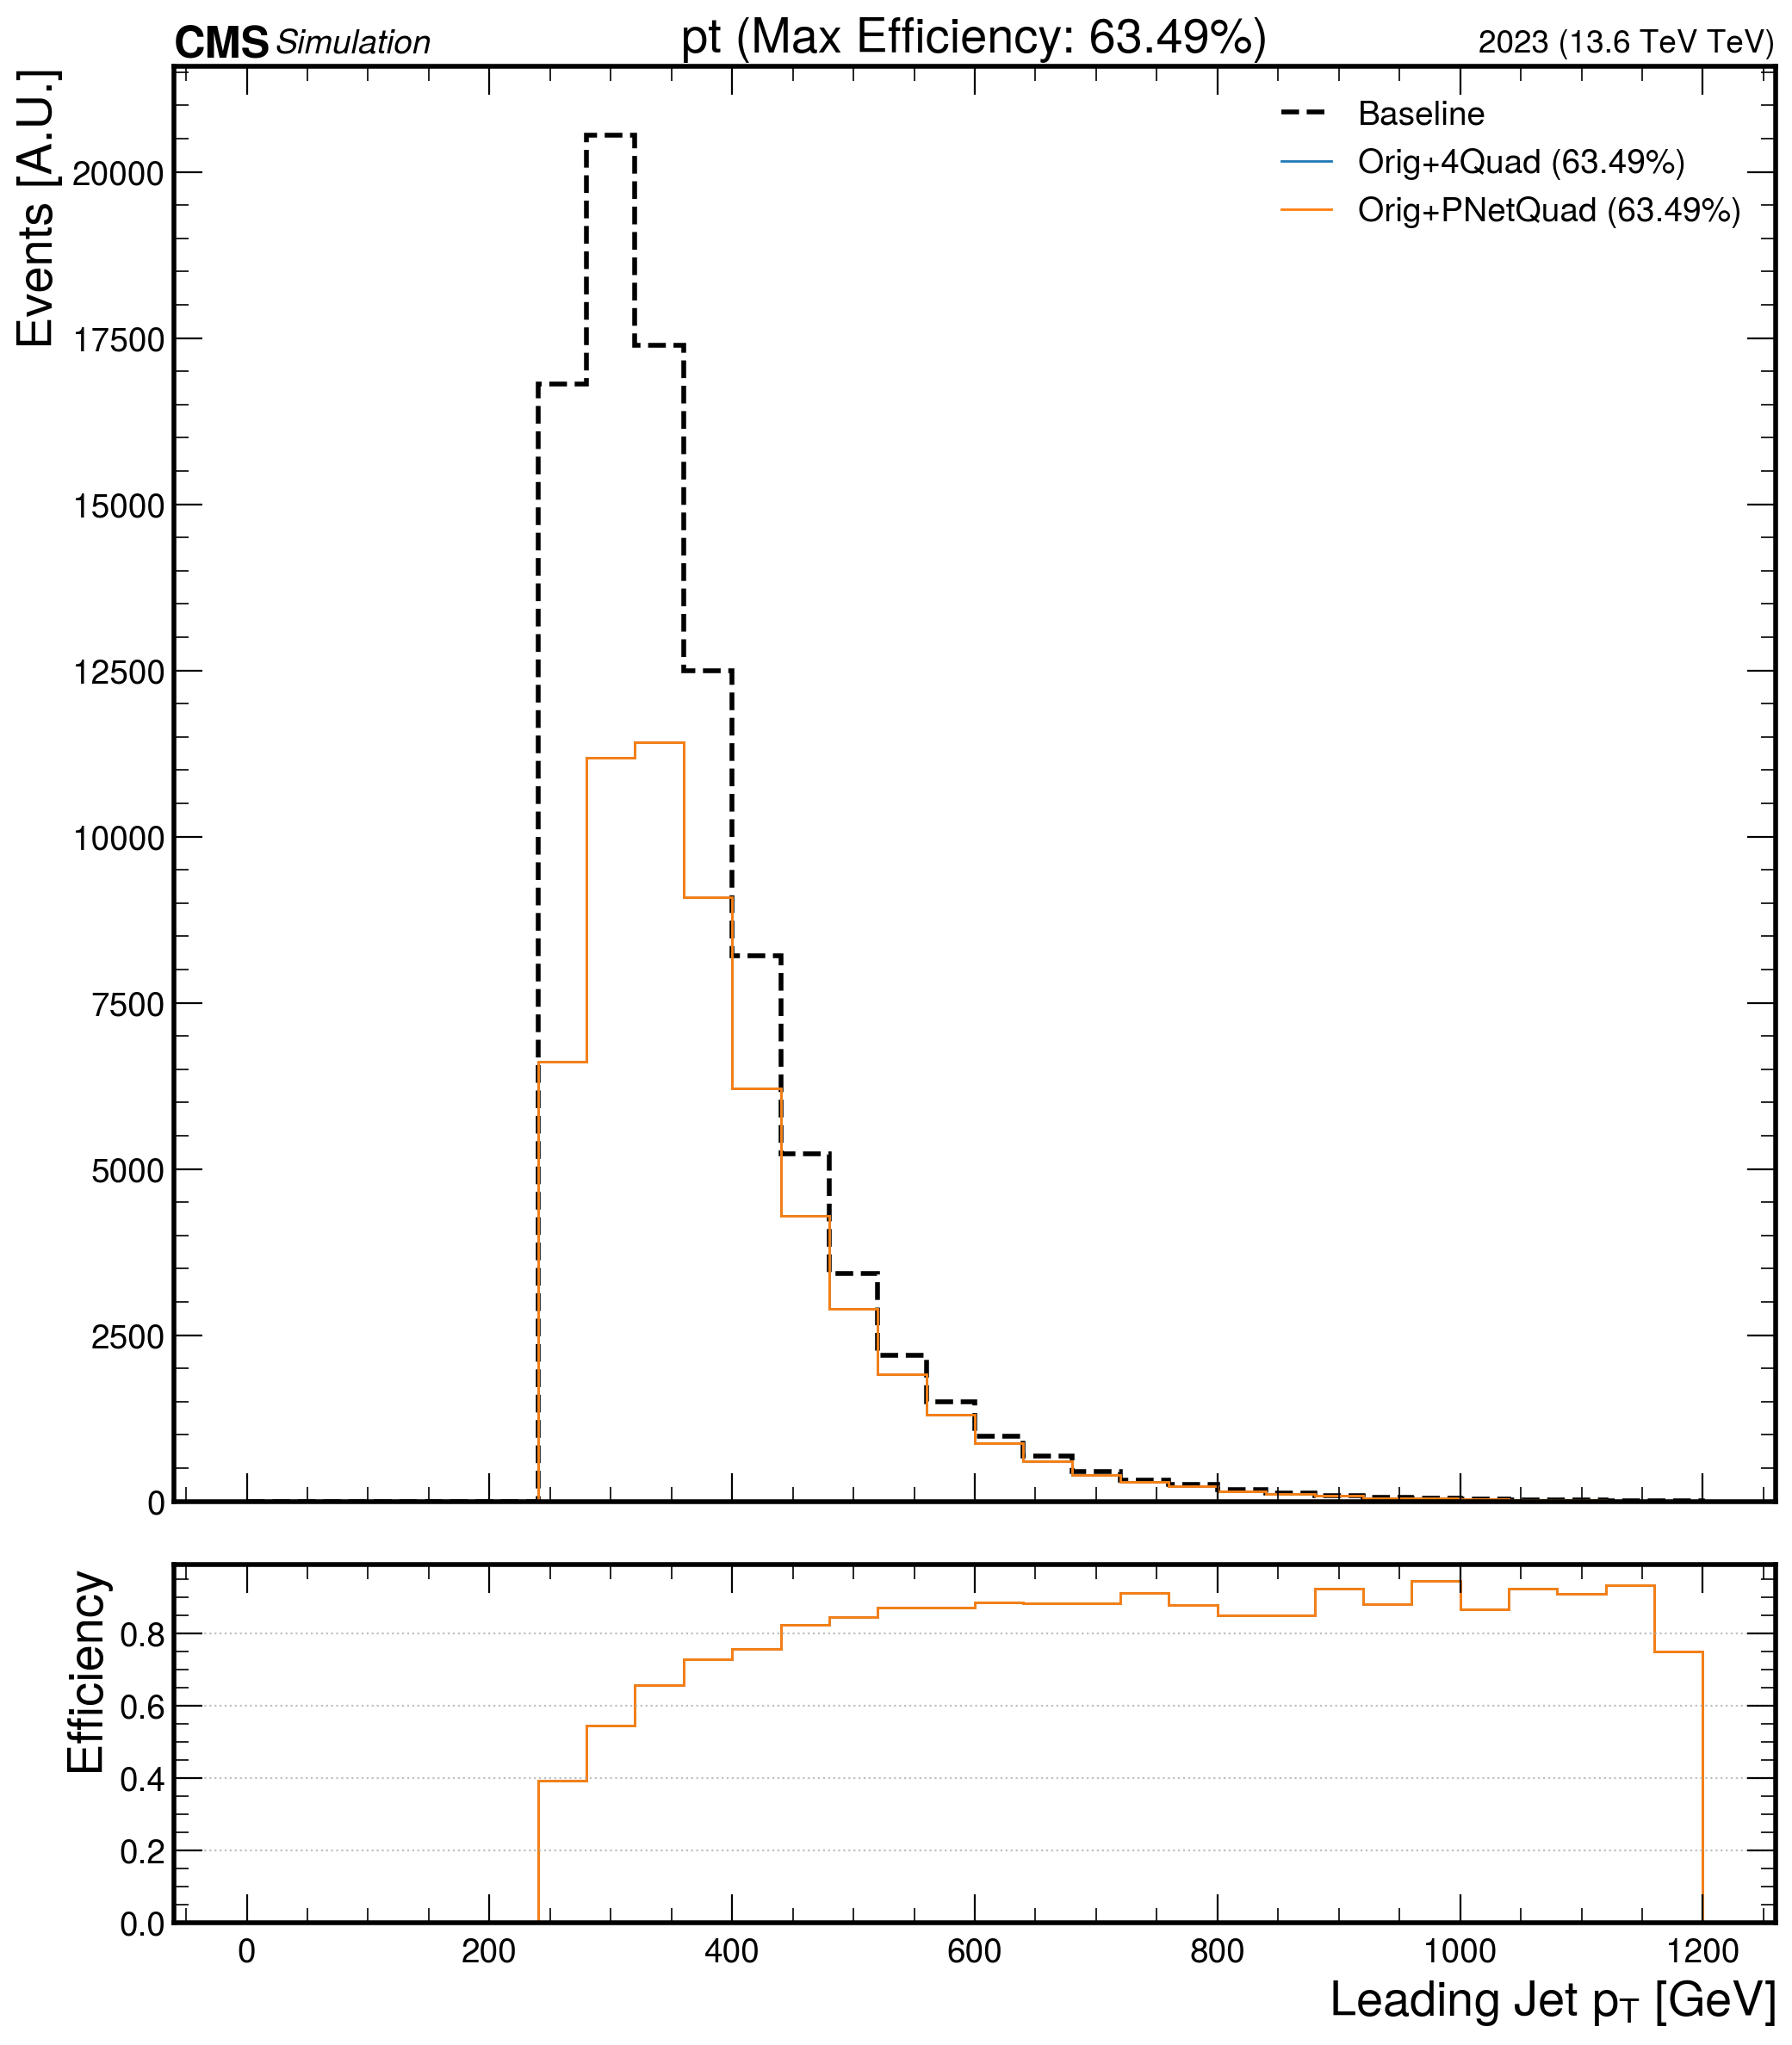 CMS Simulation
pt (Max Efficiency: 63.49%)
2023 (13.6 TeV TeV)
Events [A.U.]
Baseline
Orig+4Quad (63.49%)
Orig+PNetQuad (63.49%)
20000
17500
15000
12500
10000
7500
5000
2500
0
Efficiency
0.8
0.6
0.4
0.2
0.0
0 200 400 600 800 1000 1200
Leading Jet pT [GeV]